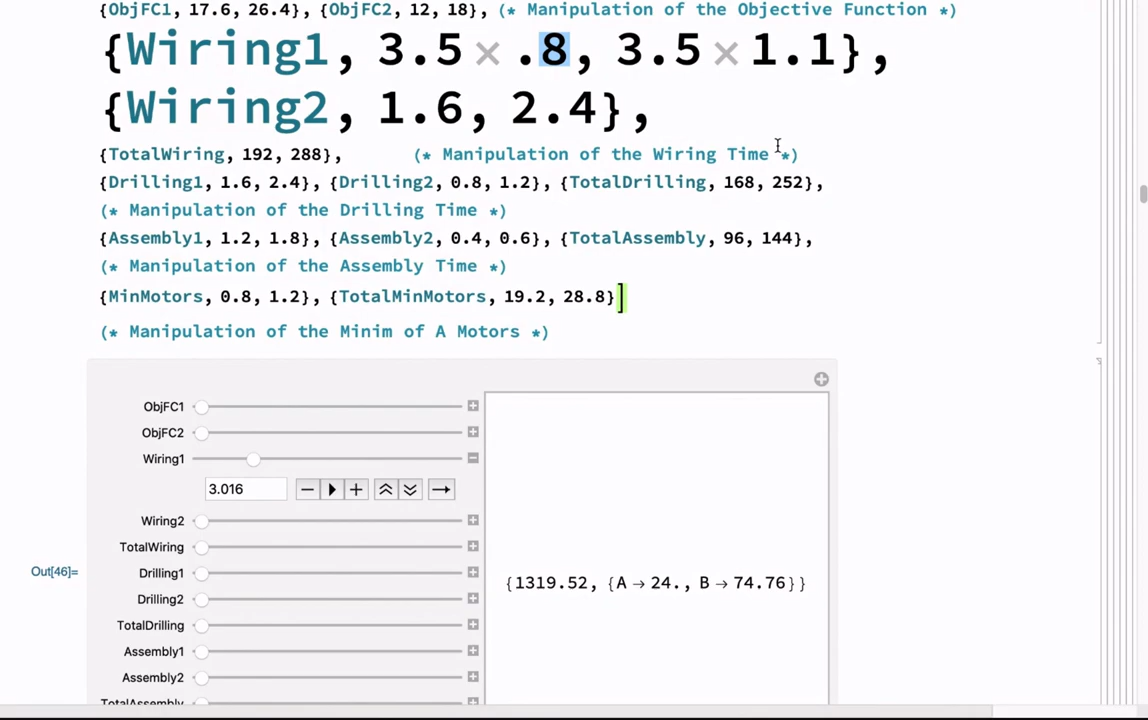 {ObjFC1, 17.6, 26.4}, {ObjFC2, 12, 18}, (* Manipulation of the Objective Function *)
{Wiring1, 3.5 × .8, 3.5 × 1.1},
{Wiring2, 1.6, 2.4},
{TotalWiring, 192, 288}, (* Manipulation of the Wiring Time *)
{Drilling1, 1.6, 2.4}, {Drilling2, 0.8, 1.2}, {TotalDrilling, 168, 252},
(* Manipulation of the Drilling Time *)
{Assembly1, 1.2, 1.8}, {Assembly2, 0.4, 0.6}, {TotalAssembly, 96, 144},
(* Manipulation of the Assembly Time *)
{MinMotors, 0.8, 1.2}, {TotalMinMotors, 19.2, 28.8}]
(* Manipulation of the Minim of A Motors *)
ObjFC1
ObjFC2
Wiring1
3.016
Wiring2
TotalWiring
Out[46]=
Drilling1
{1319.52, {A → 24., B → 74.76}}
Drilling2
TotalDrilling
Assembly1
Assembly2
TotalAssembly